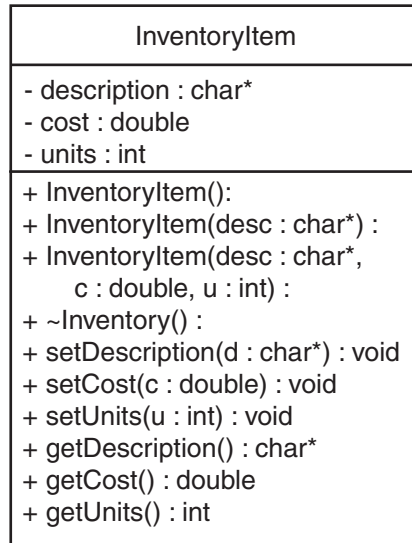 InventoryItem
- description : char*
- cost : double
- units : int
+ InventoryItem():
+ InventoryItem(desc : char*) :
+ InventoryItem(desc : char*,
c : double, u : int) :
+ ~Inventory() :
+ setDescription(d : char*) : void
+ setCost(c : double) : void
+ setUnits(u : int) : void
+ getDescription() : char*
+ getCost() : double
+ getUnits() : int